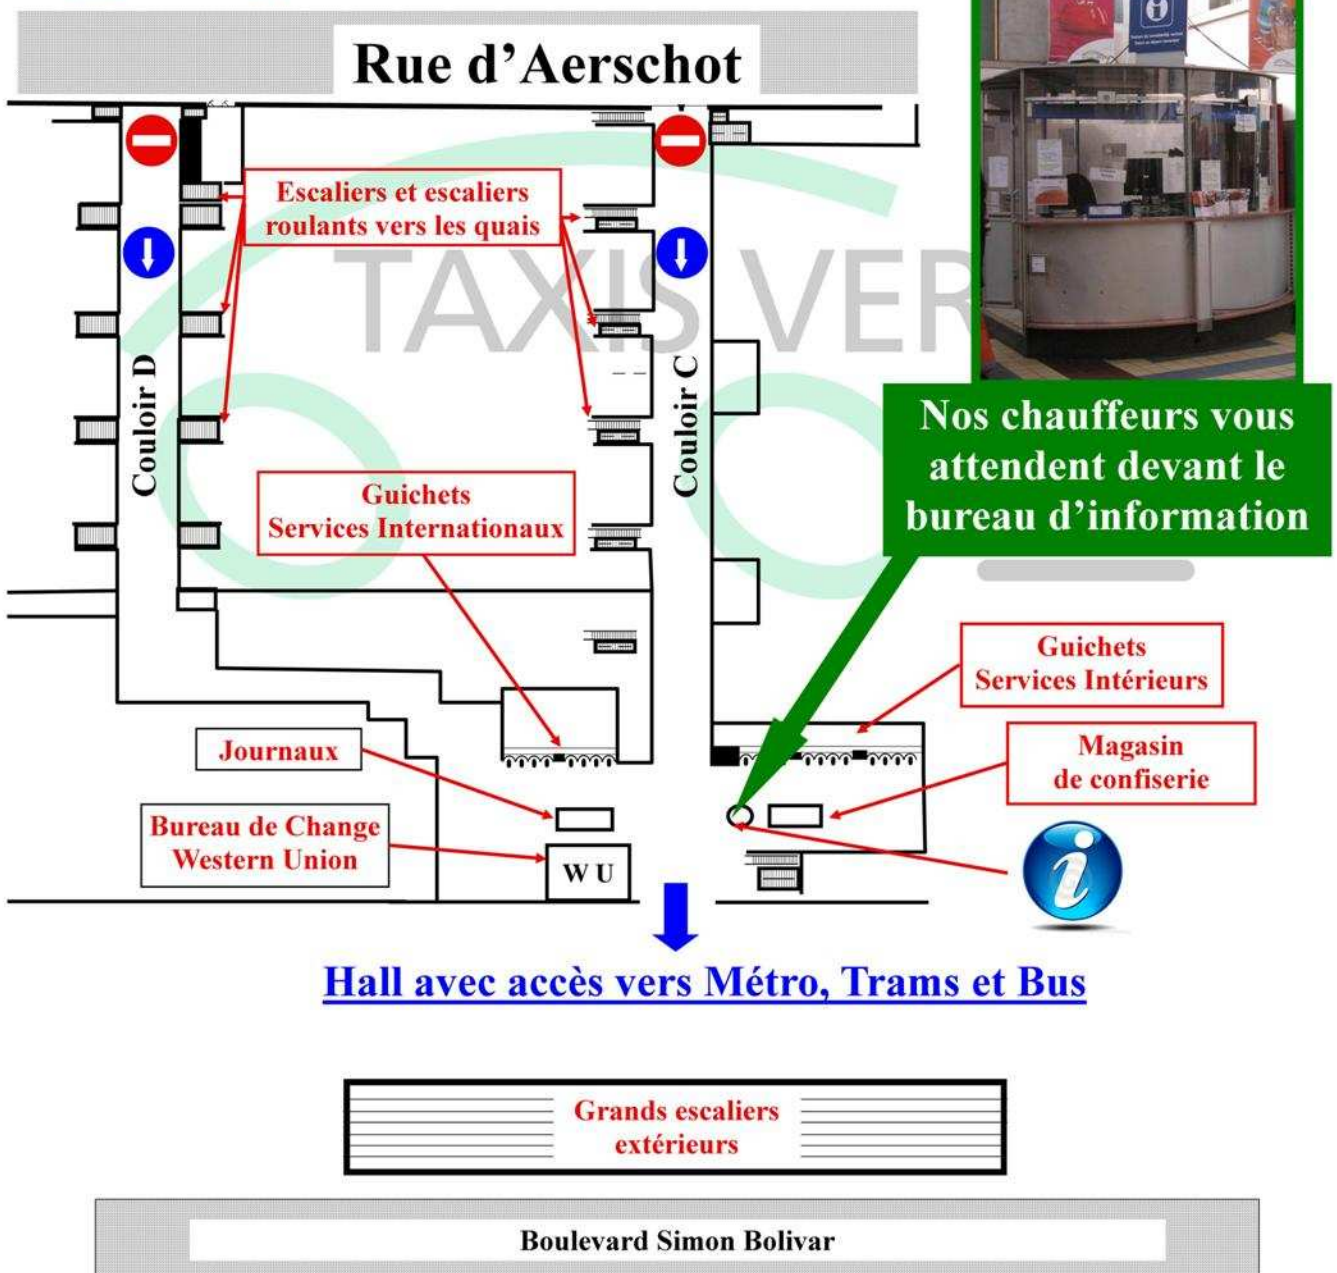 Rue d'Aerschot
Escaliers et escaliers
roulants vers les quais
TAXIS VER
Couloir D
Couloir C
Nos chauffeurs vous
attendent devant le
bureau d'information
Guichets
Services Internationaux
Guichets
Services Intérieurs
Journaux
Magasin
de confiserie
Bureau de Change
Western Union
W U
i
Hall avec accès vers Métro, Trams et Bus
Grands escaliers
extérieurs
Boulevard Simon Bolivar